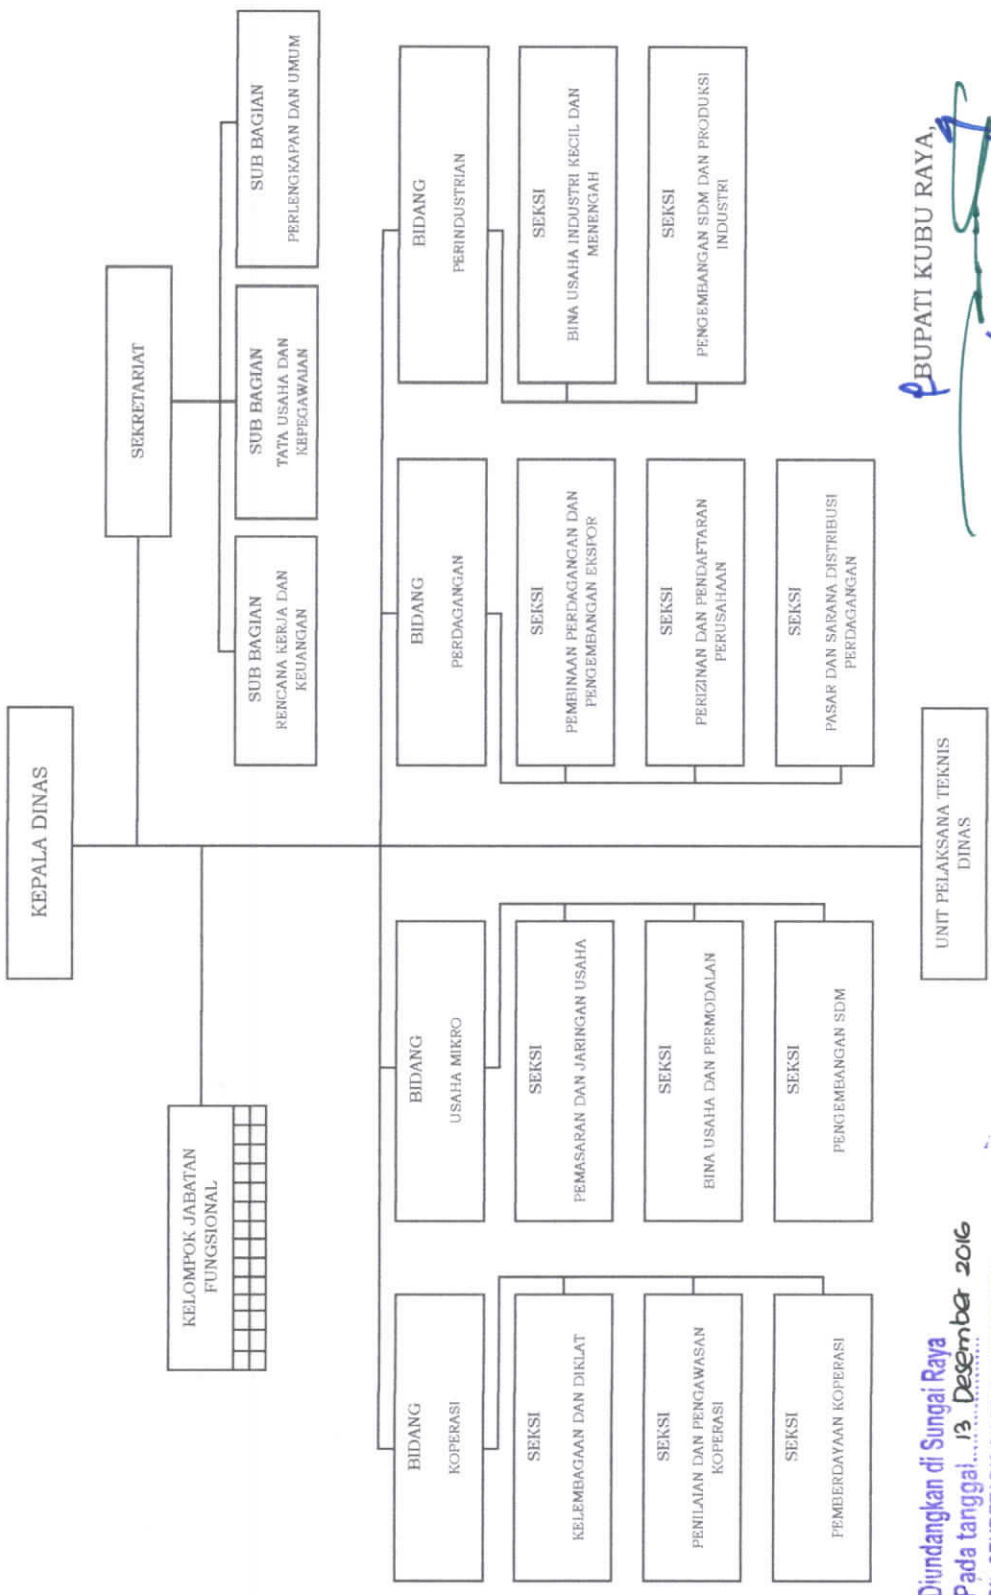 KEPALA DINAS
SEKRETARIAT
KELOMPOK JABATAN
FUNGSIONAL
SUB BAGIAN
RENCANA KERJA DAN
KEUANGAN
SUB BAGIAN
TATA USAHA DAN
KEPEGAWAIAN
SUB BAGIAN
PERLENGKAPAN DAN UMUM
BIDANG
KOPERASI
SEKSI
KELEMBAGAAN DAN DIKLAT
SEKSI
PENILAIAN DAN PENGAWASAN
KOPERASI
SEKSI
PEMBERDAYAAN KOPERASI
BIDANG
USAHA MIKRO
SEKSI
PEMASARAN DAN JARINGAN USAHA
SEKSI
BINA USAHA DAN PERMODALAN
SEKSI
PENGEMBANGAN SDM
BIDANG
PERDAGANGAN
SEKSI
PEMBINAAN PERDAGANGAN DAN
PENGEMBANGAN EKSPOR
SEKSI
PERIZINAN DAN PENDAFTARAN
PERUSAHAAN
SEKSI
PASAR DAN SARANA DISTRIBUSI
PERDAGANGAN
BIDANG
PERINDUSTRIAN
SEKSI
BINA USAHA INDUSTRI KECIL DAN
MENENGAH
SEKSI
PENGEMBANGAN SDM DAN PRODUKSI
INDUSTRI
UNIT PELAKSANA TEKNIS
DINAS
BUPATI KUBU RAYA,
Diundangkan di Sungai Raya
Pada tanggal..13 Desember 2016